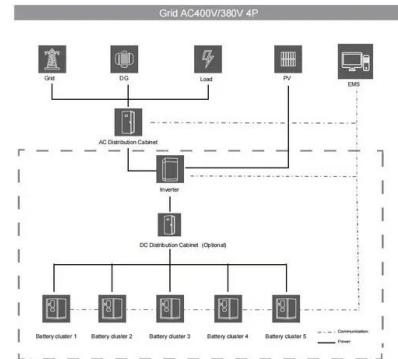 Grid AC400V/380V 4P
Grid
DG
Load
PV
EMS
AC Distribution Cabinet
Inverter
DC Distribution Cabinet (Optional)
Battery cluster 1
Battery cluster 2
Battery cluster 3
Battery cluster 4
Battery cluster 5
Communication
Power